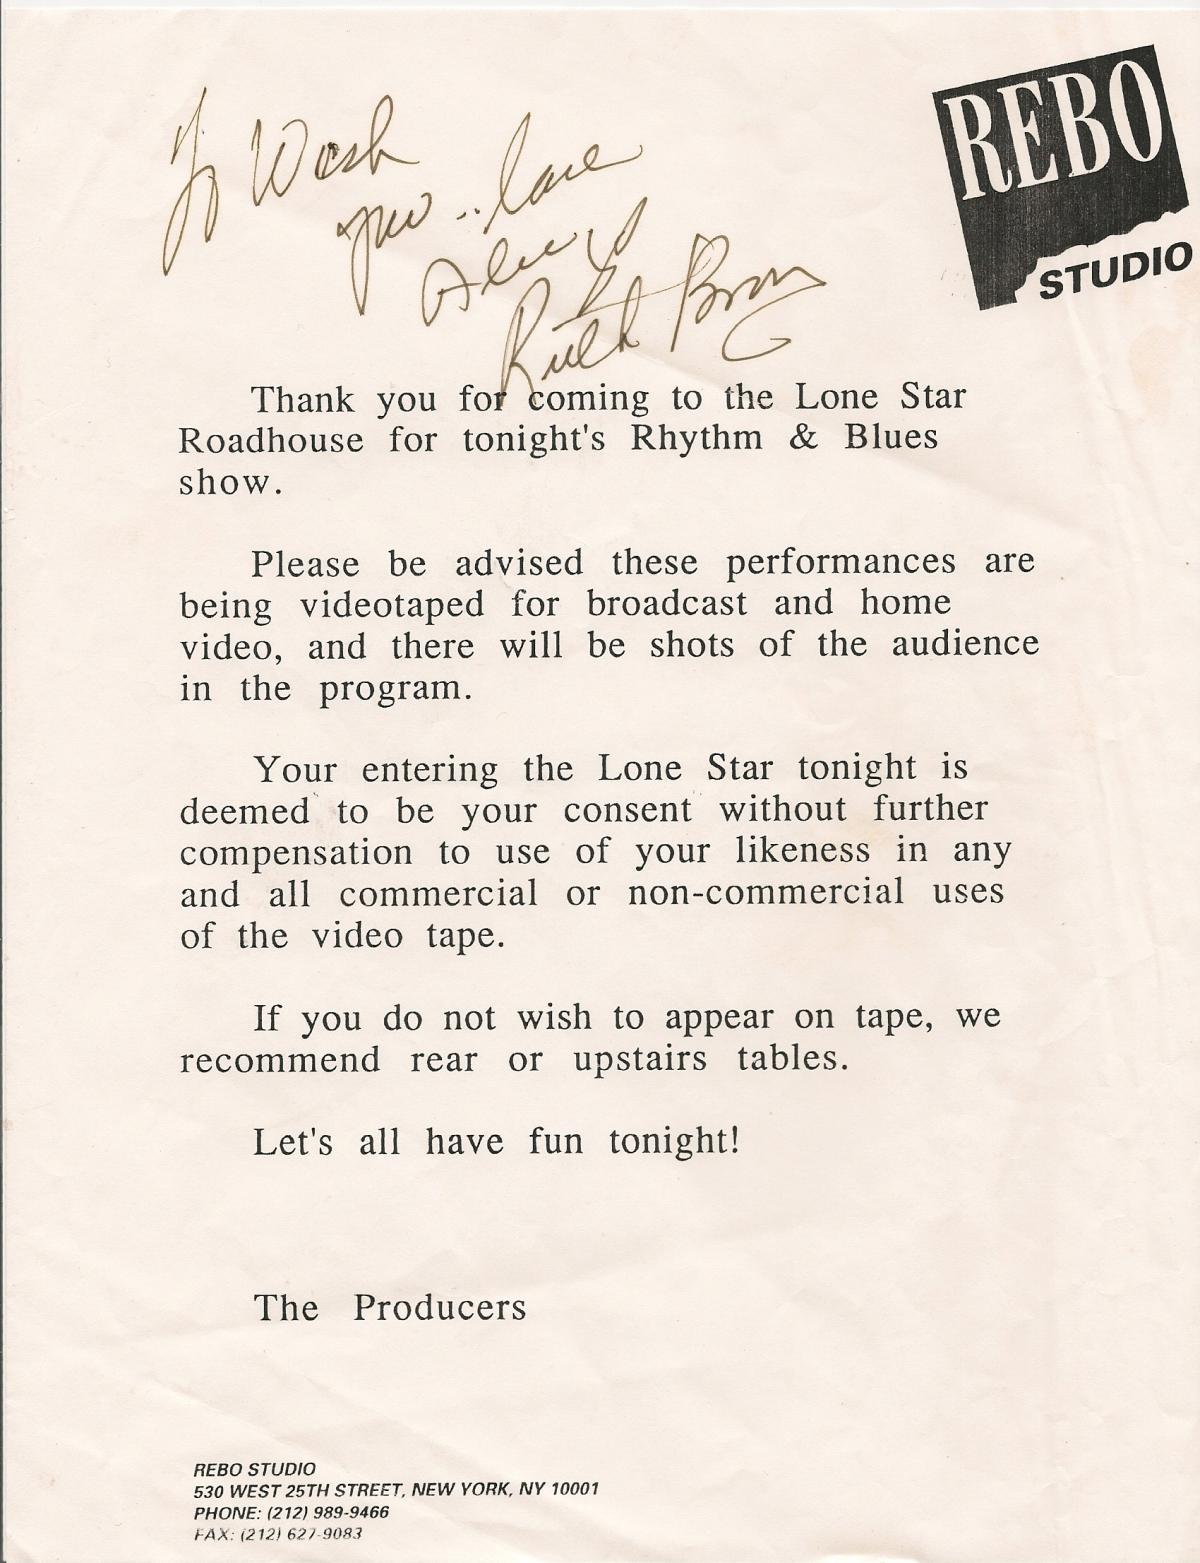 REBO
STUDIO
To Wash
you .. love
Always
Ruth Brown
Thank you for coming to the Lone Star
Roadhouse for tonight's Rhythm & Blues
show.
Please be advised these performances are
being videotaped for broadcast and home
video, and there will be shots of the audience
in the program.
Your entering the Lone Star tonight is
deemed to be your consent without further
compensation to use of your likeness in any
and all commercial or non-commercial uses
of the video tape.
If you do not wish to appear on tape, we
recommend rear or upstairs tables.
Let's all have fun tonight!
The Producers
REBO STUDIO
530 WEST 25TH STREET, NEW YORK, NY 10001
PHONE: (212) 989-9466
FAX: (212) 627-9083